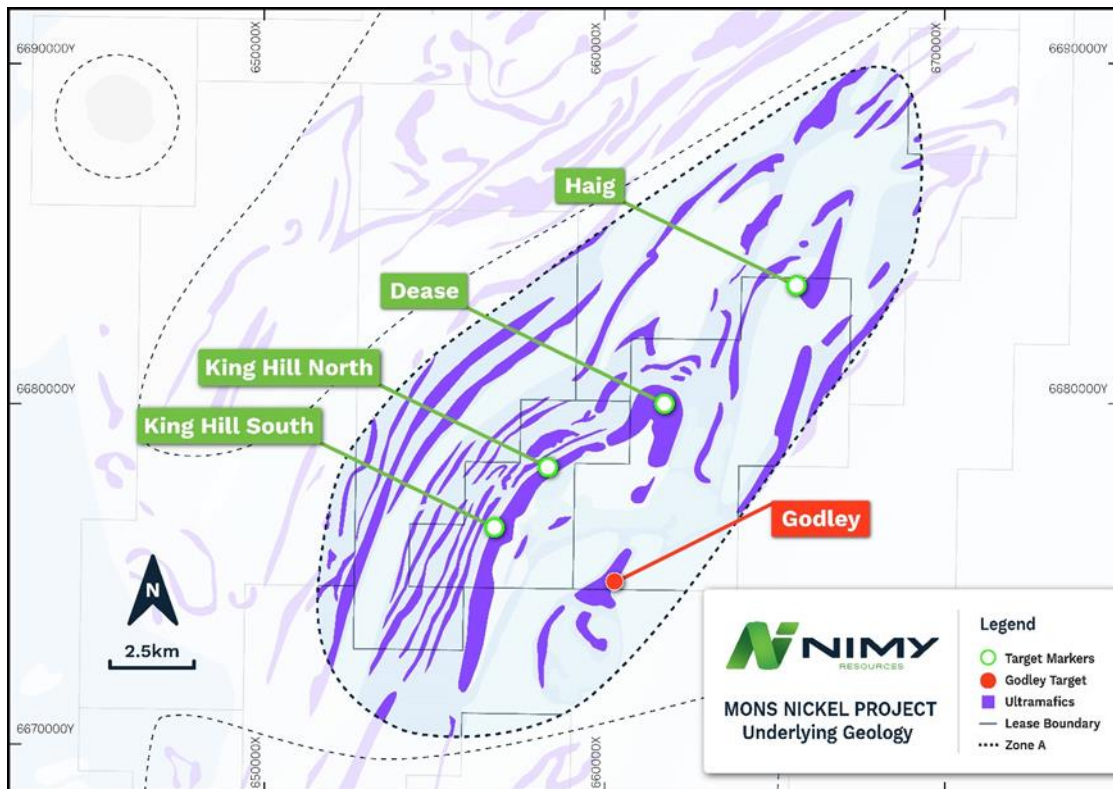 650000X
660000X
670000X
6690000Y
6690000Y
Haig
Dease
King Hill North
King Hill South
6680000Y
6680000Y
Godley
N
2.5km
6670000Y
650000X
660000X
NIMY
RESOURCES
MONS NICKEL PROJECT
Underlying Geology
Legend
Target Markers
Godley Target
Ultramafics
Lease Boundary
Zone A